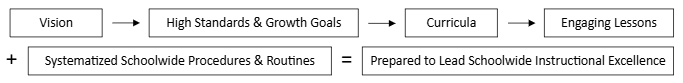 Vision → High Standards & Growth Goals → Curricula → Engaging Lessons
+ Systematized Schoolwide Procedures & Routines = Prepared to Lead Schoolwide Instructional Excellence